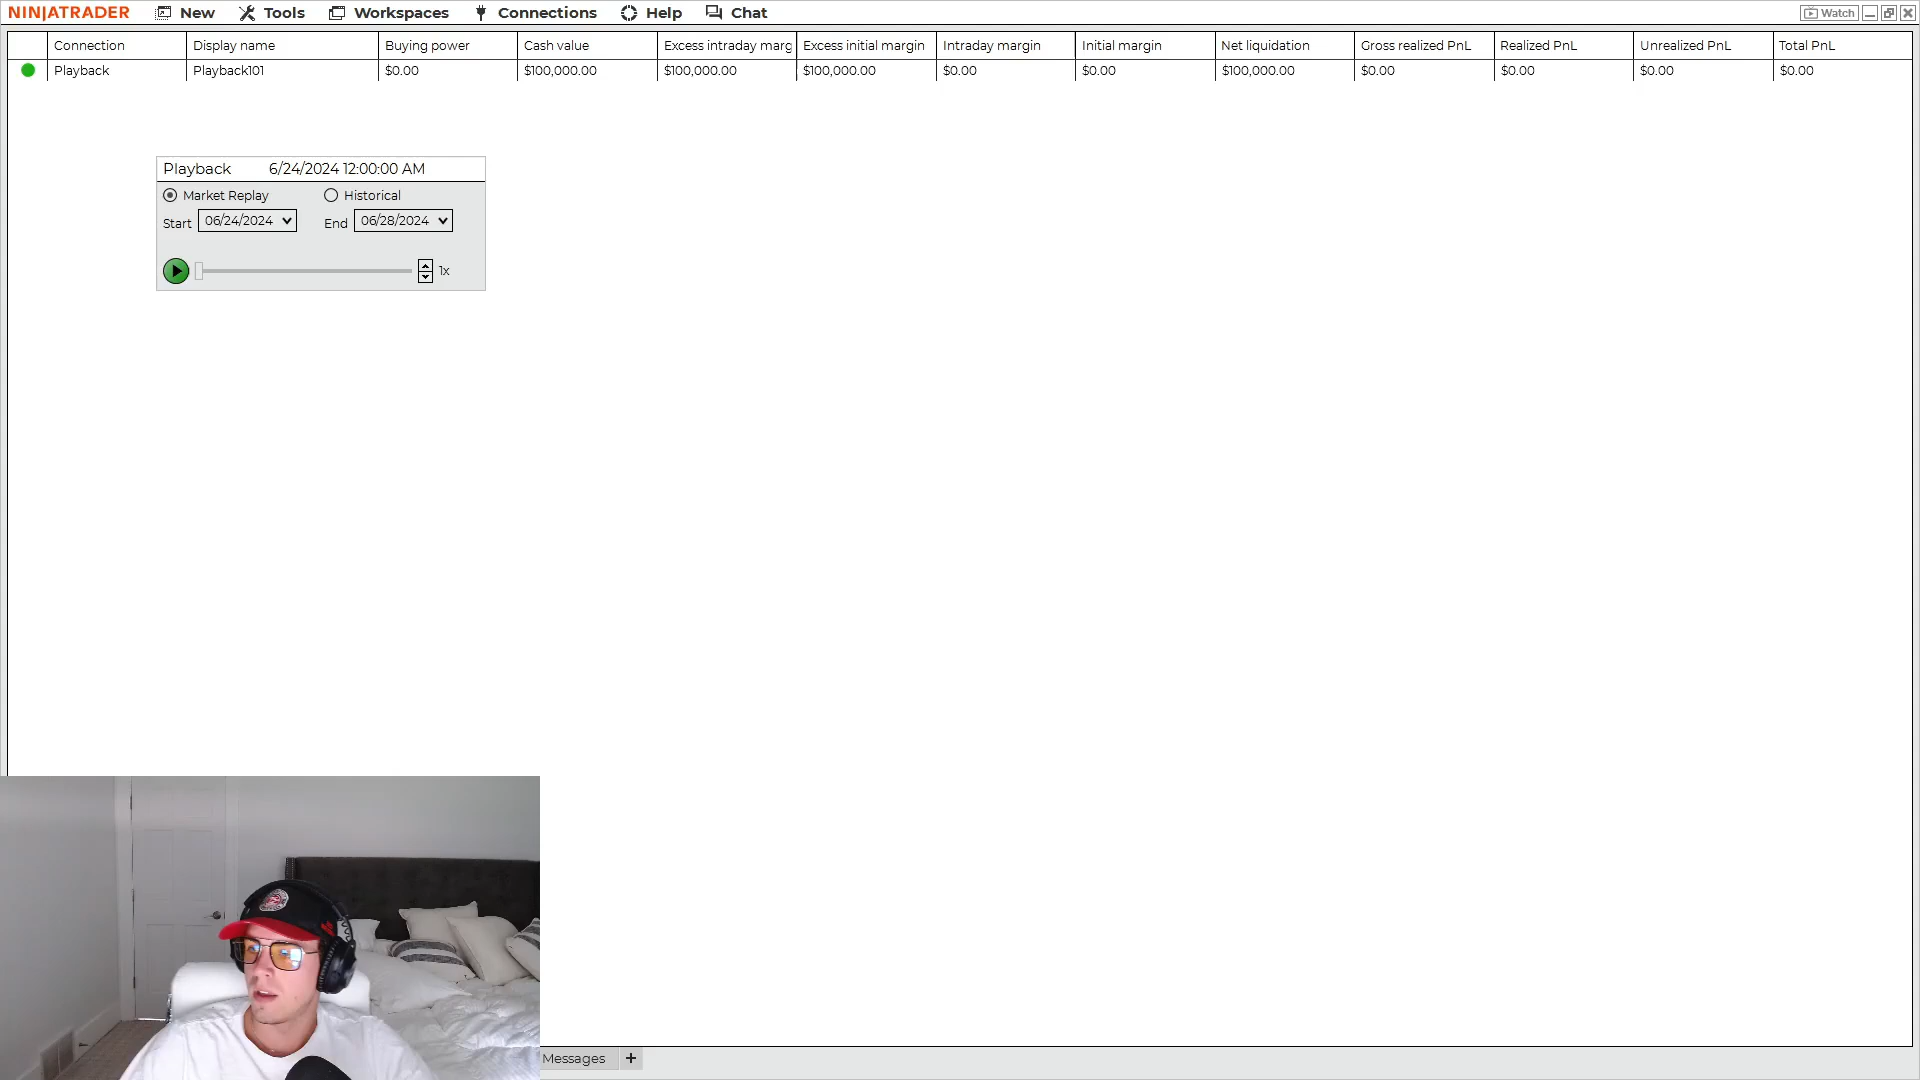 NINJATRADER New Tools Workspaces Connections Help Chat Watch
Connection Display name Buying power Cash value Excess intraday marg Excess initial margin Intraday margin Initial margin Net liquidation Gross realized PnL Realized PnL Unrealized PnL Total PnL
Playback Playback101 $0.00 $100,000.00 $100,000.00 $100,000.00 $0.00 $0.00 $100,000.00 $0.00 $0.00 $0.00 $0.00
Playback 6/24/2024 12:00:00 AM
Market Replay Historical
Start 06/24/2024 End 06/28/2024
1x
Messages +